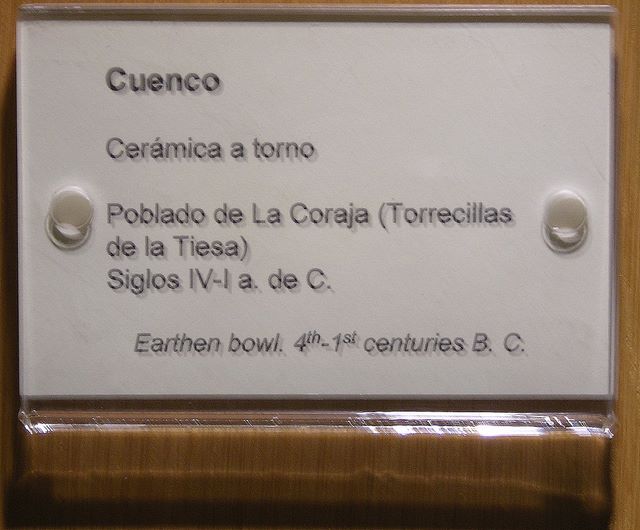 Cuenco
Cerámica a torno
Poblado de La Coraja (Torrecillas
de la Tiesa)
Siglos IV-I a. de C.
Earthen bowl. 4th-1st centuries B. C.